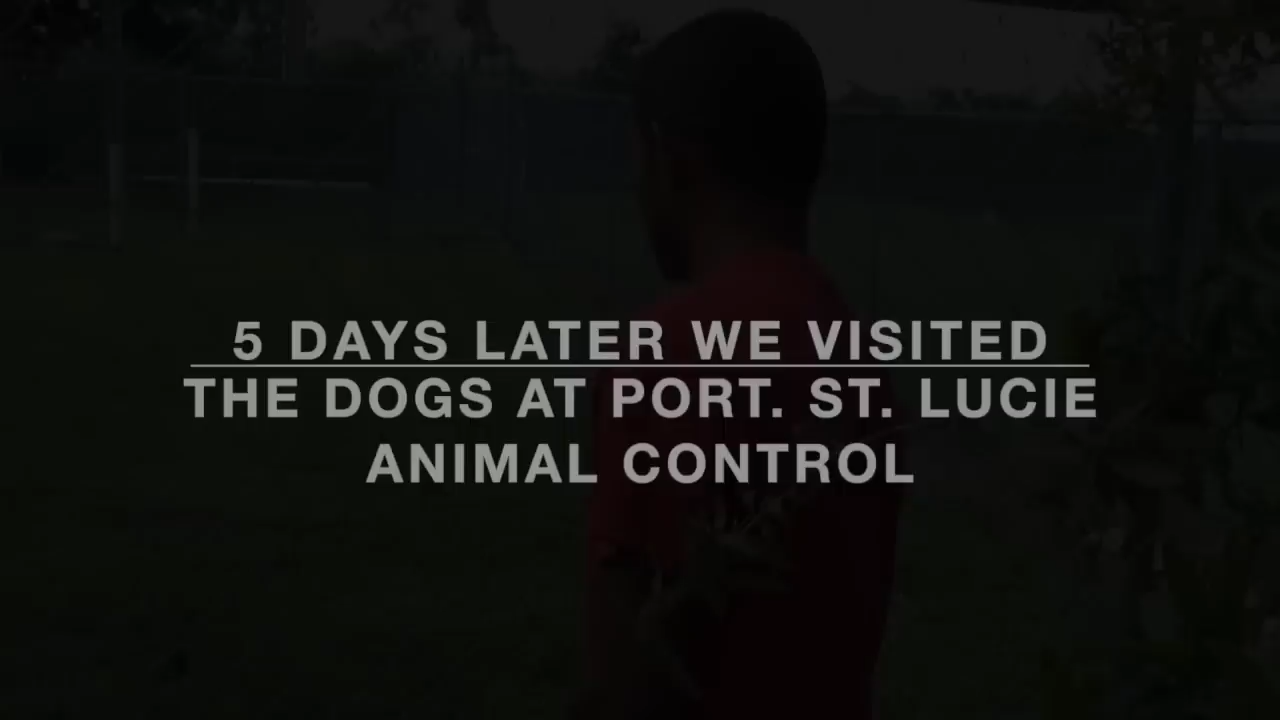 5 DAYS LATER WE VISITED
THE DOGS AT PORT. ST. LUCIE
ANIMAL CONTROL